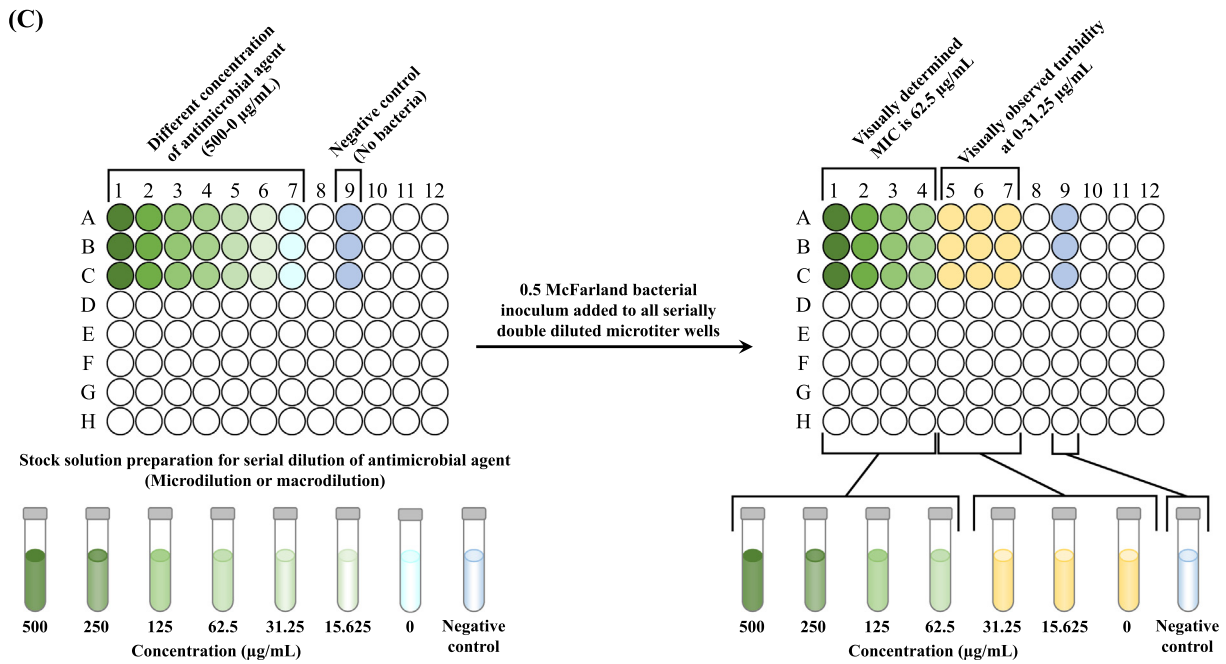 (C)
Different concentration
of antimicrobial agent
(500-0 µg/mL)
Negative control
(No bacteria)
1 2 3 4 5 6 7 8 9 10 11 12
A
B
C
D
E
F
G
H
Stock solution preparation for serial dilution of antimicrobial agent
(Microdilution or macrodilution)
500 250 125 62.5 31.25 15.625 0 Negative
control
Concentration (µg/mL)
0.5 McFarland bacterial
inoculum added to all serially
double diluted microtiter wells
Visually determined
MIC is 62.5 µg/mL
Visually observed turbidity
at 0-31.25 µg/mL
1 2 3 4 5 6 7 8 9 10 11 12
A
B
C
D
E
F
G
H
500 250 125 62.5 31.25 15.625 0 Negative
control
Concentration (µg/mL)